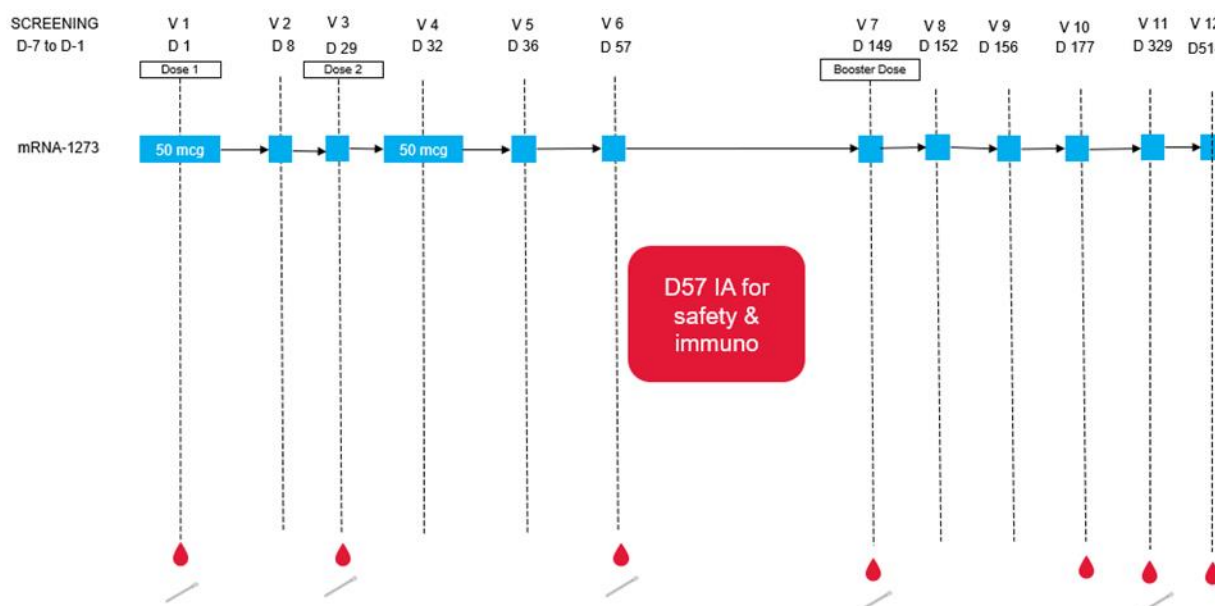 SCREENING V 1 V 2 V 3 V 4 V 5 V 6 V 7 V 8 V 9 V 10 V 11 V 12
D-7 to D-1 D 1 D 8 D 29 D 32 D 36 D 57 D 149 D 152 D 156 D 177 D 329 D51
Dose 1 Dose 2 Booster Dose
mRNA-1273 50 mcg 50 mcg
D57 IA for
safety &
immuno